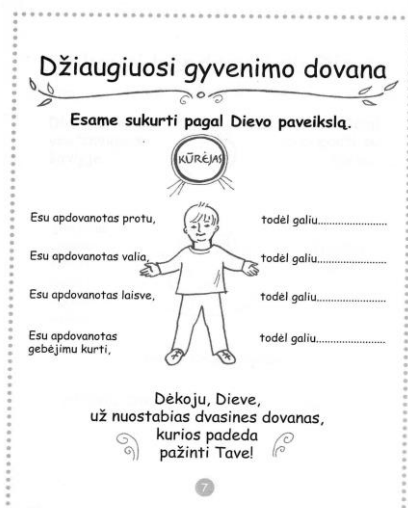 Džiaugiuosi gyvenimo dovana
Esame sukurti pagal Dievo paveikslą.
KŪRĖJAS
Esu apdovanotas protu, todėl galiu........................
Esu apdovanotas valia, todėl galiu........................
Esu apdovanotas laisve, todėl galiu........................
Esu apdovanotas
gebėjimu kurti, todėl galiu........................
Dėkoju, Dieve,
už nuostabias dvasines dovanas,
kurios padeda
pažinti Tave!
7